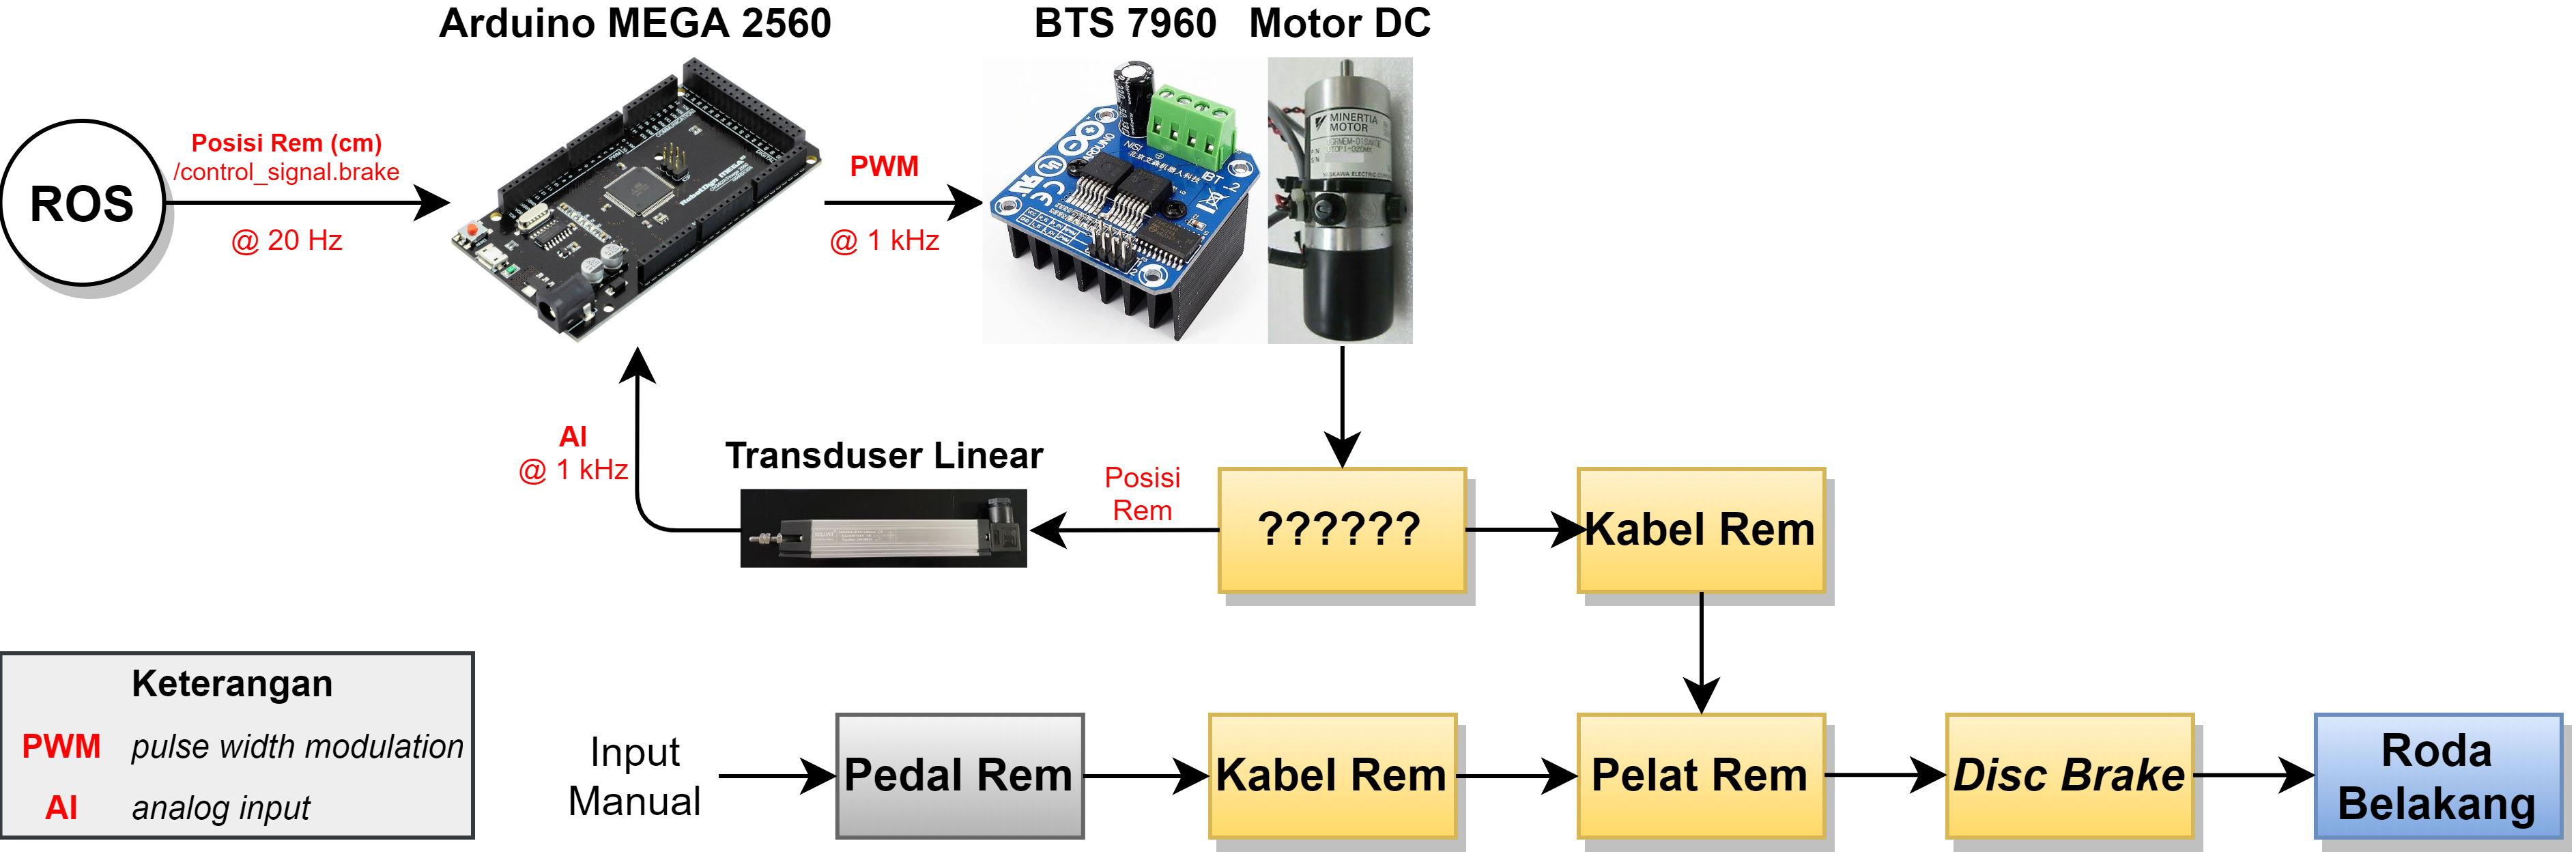 Arduino MEGA 2560
BTS 7960
Motor DC
Posisi Rem (cm)
/control_signal.brake
ROS
@ 20 Hz
PWM
@ 1 kHz
MINERTIA
MOTOR
AI
@ 1 kHz
Transduser Linear
Posisi
Rem
??????
Kabel Rem
Keterangan
PWM pulse width modulation
AI analog input
Input
Manual
Pedal Rem
Kabel Rem
Pelat Rem
Disc Brake
Roda
Belakang